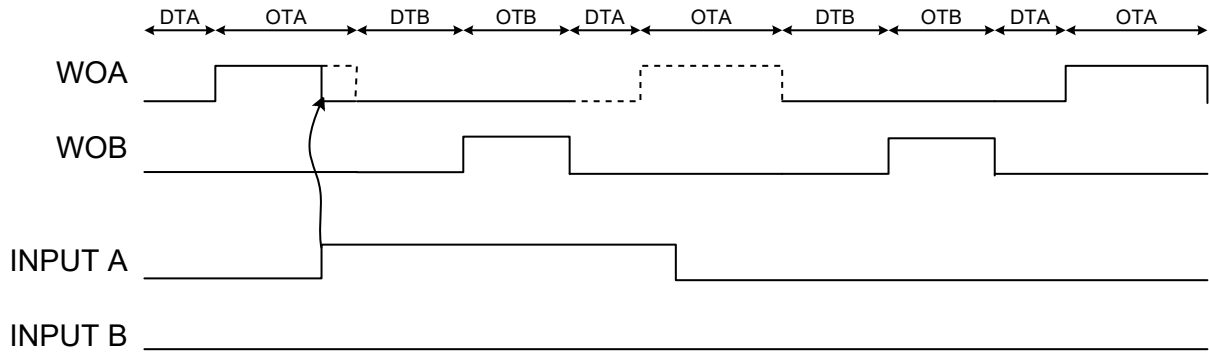 DTA OTA DTB OTB DTA OTA DTB OTB DTA OTA
WOA
WOB
INPUT A
INPUT B